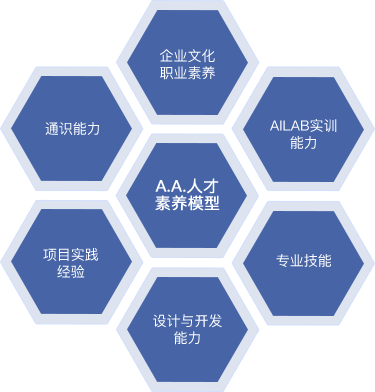 企业文化
职业素养
通识能力
AILAB实训
能力
A.A.人才
素养模型
项目实践
经验
专业技能
设计与开发
能力